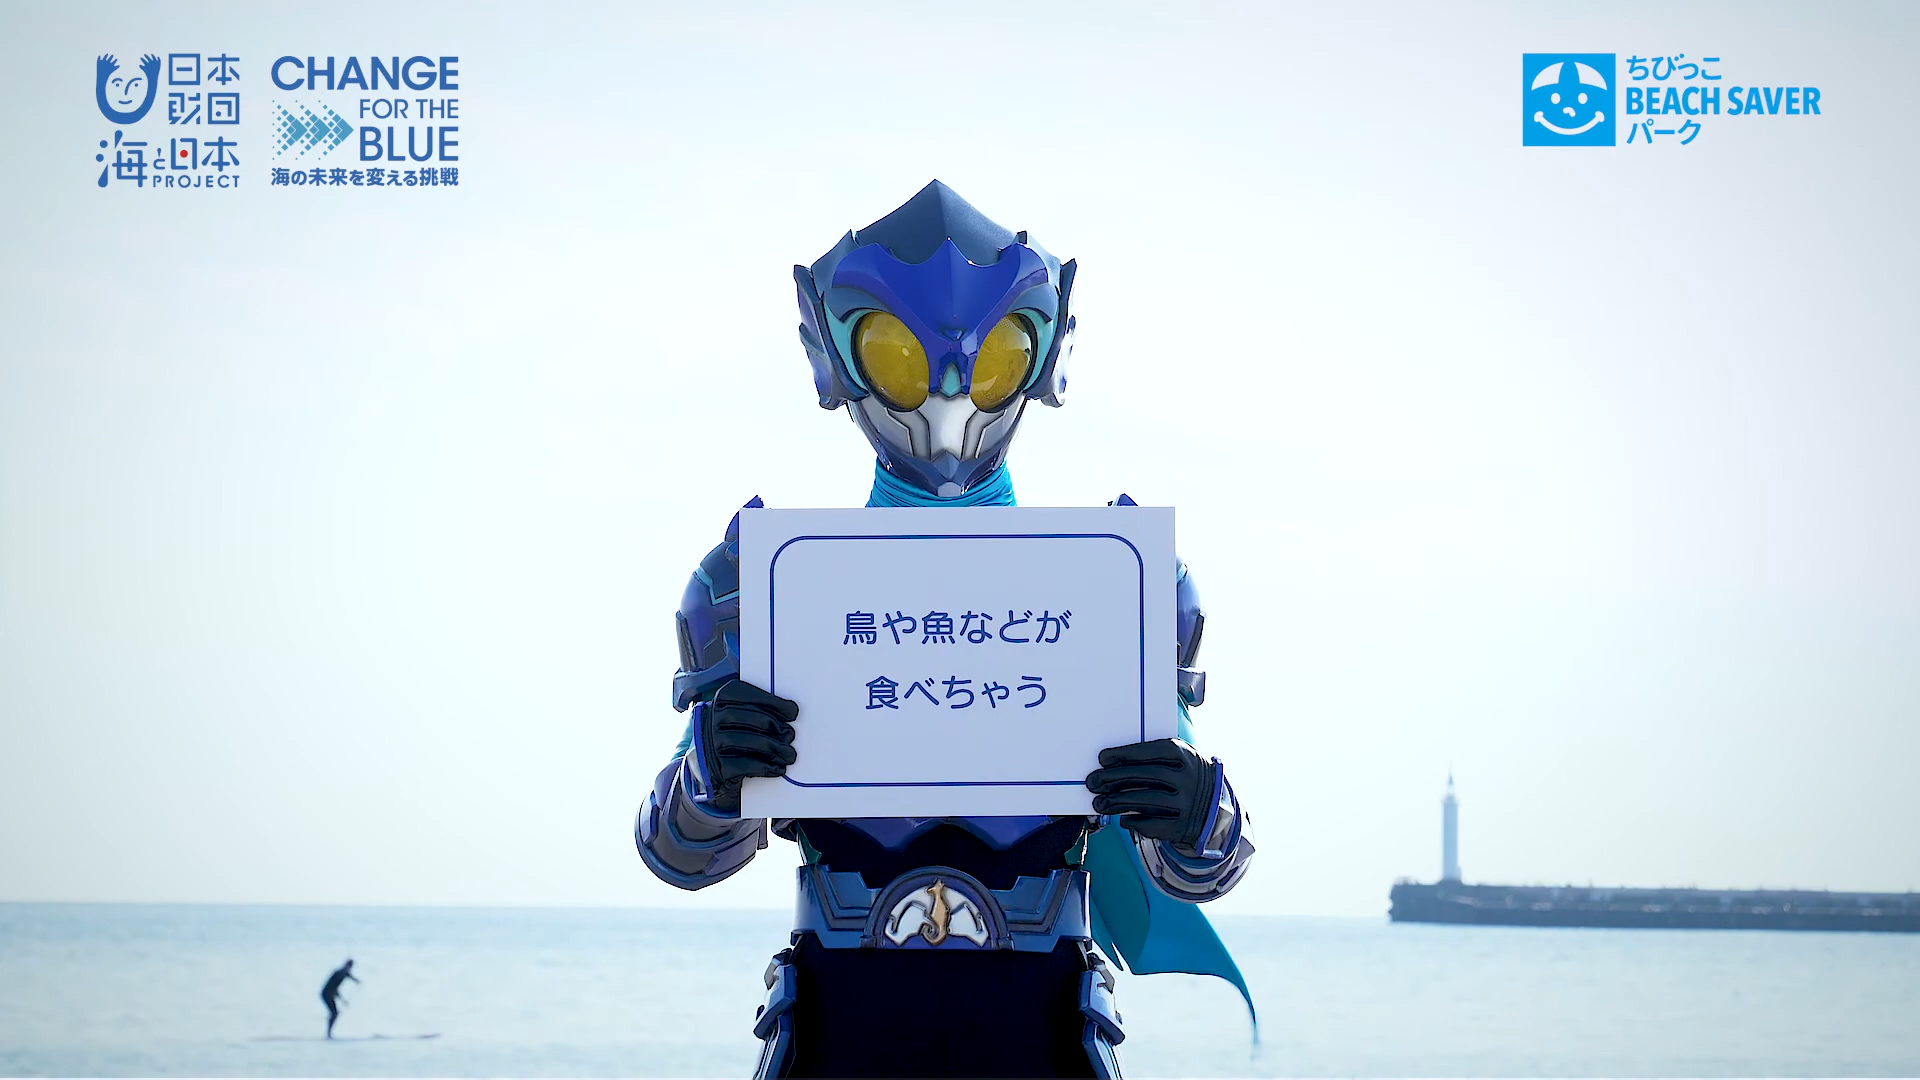 日本
財団
海と日本
PROJECT
CHANGE
FOR THE
BLUE
海の未来を変える挑戦
ちびっこ
BEACH SAVER
パーク
鳥や魚などが
食べちゃう